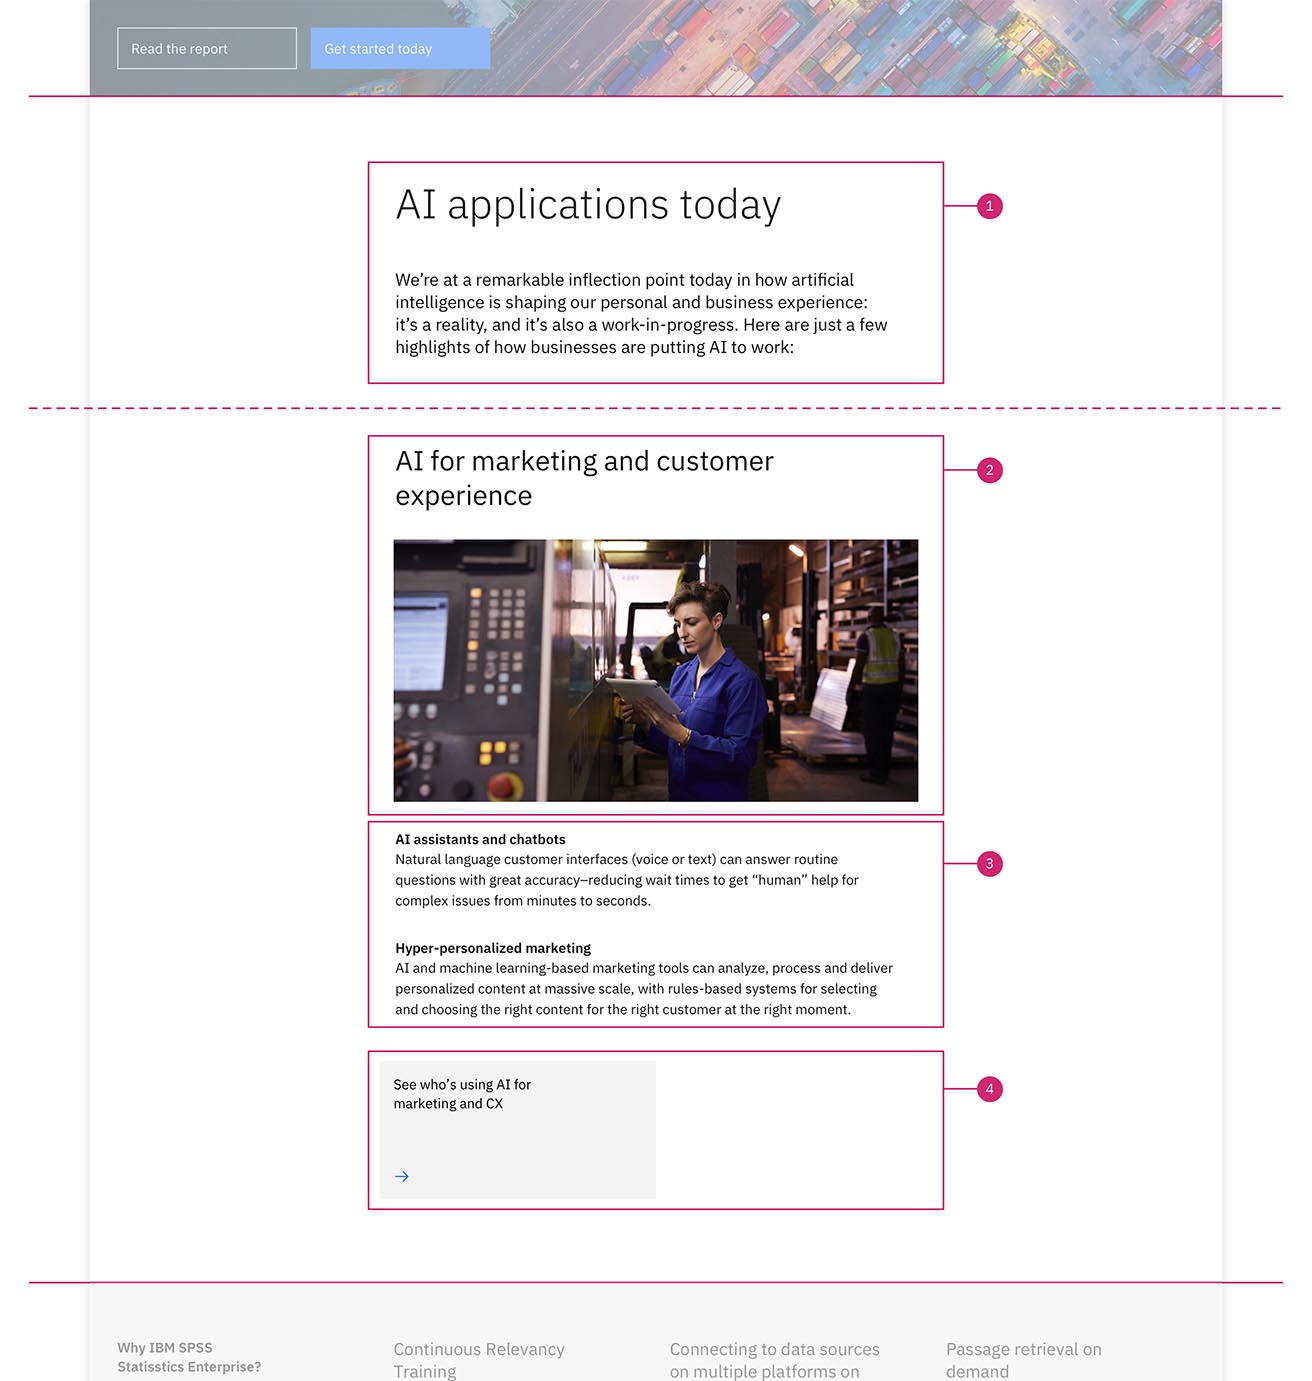 Read the report
Get started today
AI applications today
1
We’re at a remarkable inflection point today in how artificial
intelligence is shaping our personal and business experience:
it’s a reality, and it’s also a work-in-progress. Here are just a few
highlights of how businesses are putting AI to work:
AI for marketing and customer
experience
2
AI assistants and chatbots
Natural language customer interfaces (voice or text) can answer routine
questions with great accuracy–reducing wait times to get “human” help for
complex issues from minutes to seconds.
3
Hyper-personalized marketing
AI and machine learning-based marketing tools can analyze, process and deliver
personalized content at massive scale, with rules-based systems for selecting
and choosing the right content for the right customer at the right moment.
See who’s using AI for
marketing and CX
4
Why IBM SPSS
Statisstics Enterprise?
Continuous Relevancy
Training
Connecting to data sources
on multiple platforms on
Passage retrieval on
demand